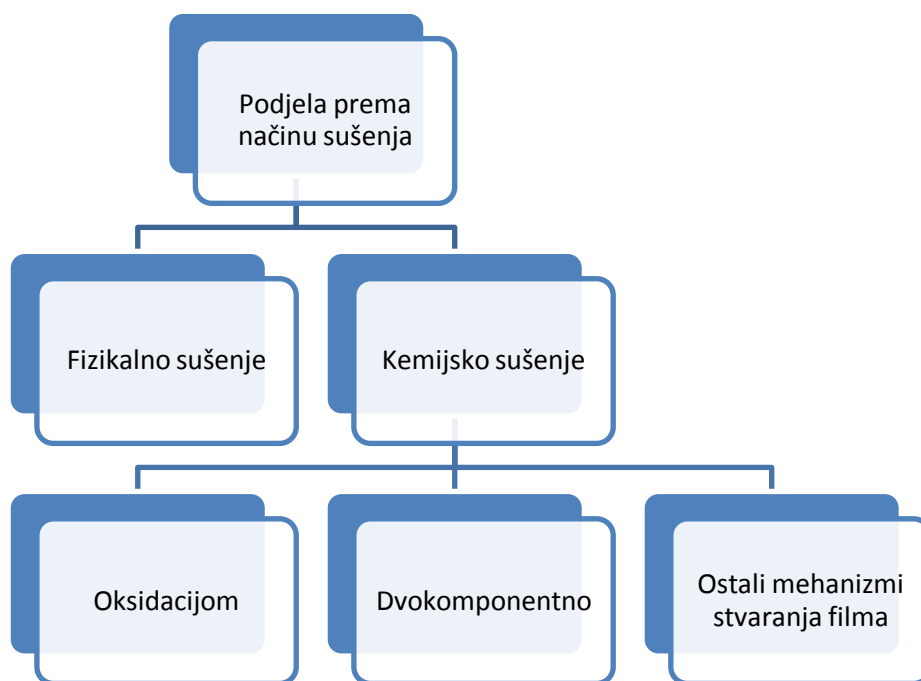 Podjela prema
načinu sušenja
Fizikalno sušenje
Kemijsko sušenje
Oksidacijom
Dvokomponentno
Ostali mehanizmi
stvaranja filma